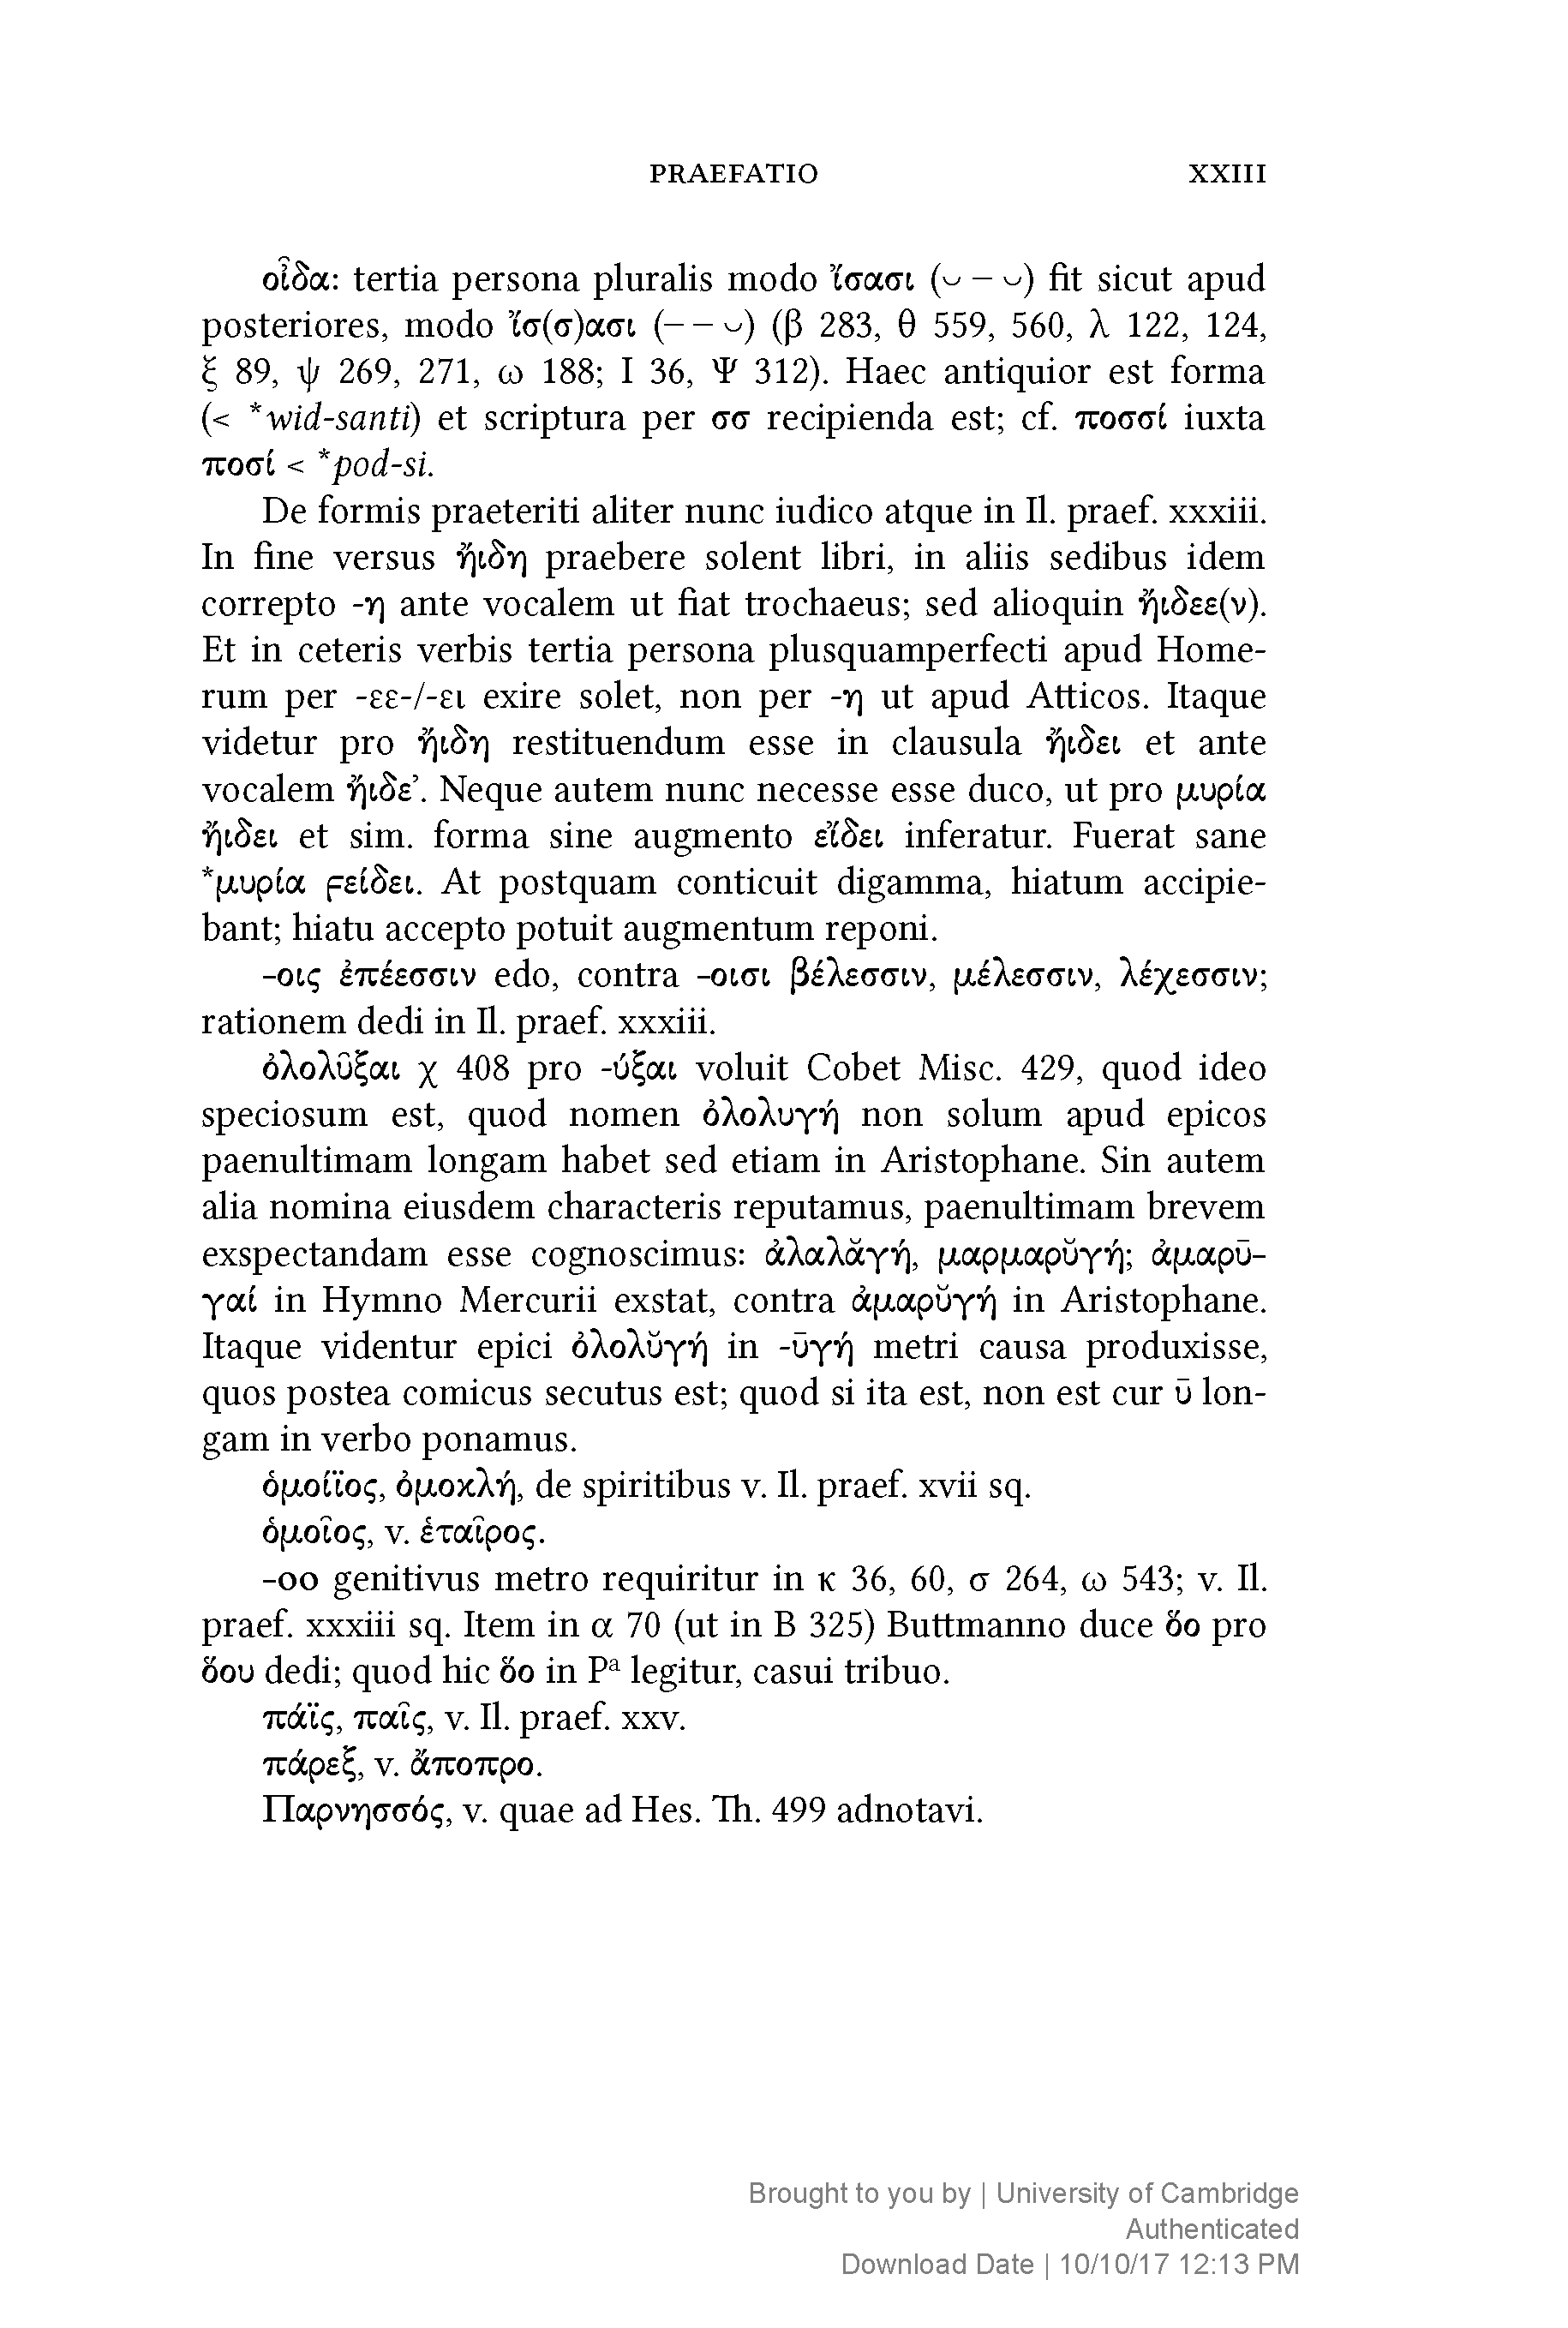 PRAEFATIO XXIII
οἶδα: tertia persona pluralis modo ἴσασι (⏑ – ⏑) fit sicut apud
posteriores, modo ἴσ(σ)ασι (– – ⏑) (β 283, θ 559, 560, λ 122, 124,
ξ 89, ψ 269, 271, ω 188; I 36, Ψ 312). Haec antiquior est forma
(< *wid-santi) et scriptura per σσ recipienda est; cf. ποσσί iuxta
ποσί < *pod-si.
De formis praeteriti aliter nunc iudico atque in Il. praef. xxxiii.
In fine versus ἤιδη praebere solent libri, in aliis sedibus idem
correpto -η ante vocalem ut fiat trochaeus; sed alioquin ἤιδεε(ν).
Et in ceteris verbis tertia persona plusquamperfecti apud Home-
rum per -εε-/-ει exire solet, non per -η ut apud Atticos. Itaque
videtur pro ἤιδη restituendum esse in clausula ἤιδει et ante
vocalem ἤιδε’. Neque autem nunc necesse esse duco, ut pro μυρία
ἤιδει et sim. forma sine augmento εἴδει inferatur. Fuerat sane
*μυρία ϝείδει. At postquam conticuit digamma, hiatum accipie-
bant; hiatu accepto potuit augmentum reponi.
-οις ἐπέεσσιν edo, contra -οισι βέλεσσιν, μέλεσσιν, λέχεσσιν;
rationem dedi in Il. praef. xxxiii.
ὀλολῦξαι χ 408 pro -ύξαι voluit Cobet Misc. 429, quod ideo
speciosum est, quod nomen ὀλολυγή non solum apud epicos
paenultimam longam habet sed etiam in Aristophane. Sin autem
alia nomina eiusdem characteris reputamus, paenultimam brevem
exspectandam esse cognoscimus: ἀλαλᾰγή, μαρμαρῠγή; ἀμαρῡ-
γαί in Hymno Mercurii exstat, contra ἀμαρῠγή in Aristophane.
Itaque videntur epici ὀλολῠγή in -ῡγή metri causa produxisse,
quos postea comicus secutus est; quod si ita est, non est cur ῡ lon-
gam in verbo ponamus.
ὁμοίϊος, ὀμοκλή, de spiritibus v. Il. praef. xvii sq.
ὁμοῖος, v. ἑταῖρος.
-οο genitivus metro requiritur in κ 36, 60, σ 264, ω 543; v. Il.
praef. xxxiii sq. Item in α 70 (ut in B 325) Buttmanno duce ὅο pro
ὅου dedi; quod hic ὅο in Pᵃ legitur, casui tribuo.
πάϊς, παῖς, v. Il. praef. xxv.
πάρεξ, v. ἄποπρο.
Παρνησσός, v. quae ad Hes. Th. 499 adnotavi.
Brought to you by | University of Cambridge
Authenticated
Download Date | 10/10/17 12:13 PM